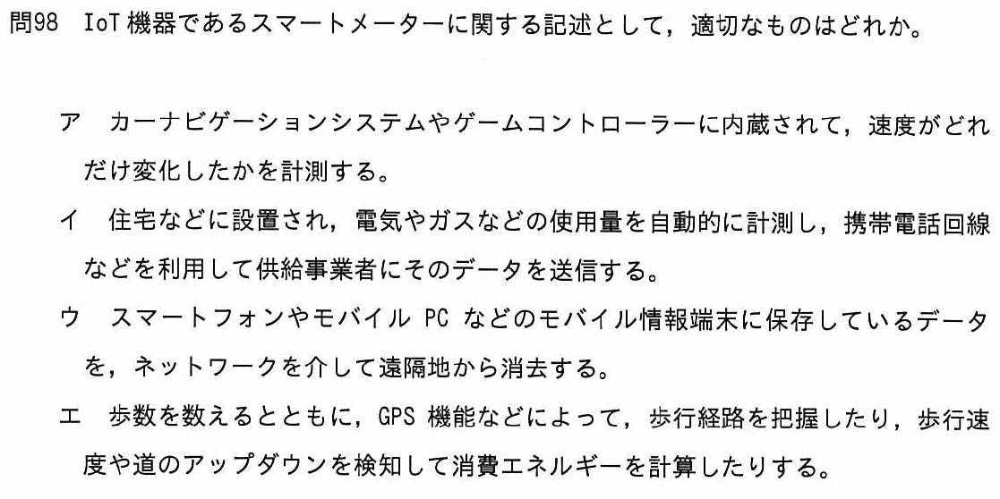 問98 IoT機器であるスマートメーターに関する記述として，適切なものはどれか。
ア カーナビゲーションシステムやゲームコントローラーに内蔵されて，速度がどれ
だけ変化したかを計測する。
イ 住宅などに設置され，電気やガスなどの使用量を自動的に計測し，携帯電話回線
などを利用して供給事業者にそのデータを送信する。
ウ スマートフォンやモバイル PC などのモバイル情報端末に保存しているデータ
を，ネットワークを介して遠隔地から消去する。
エ 歩数を数えるとともに，GPS 機能などによって，歩行経路を把握したり，歩行速
度や道のアップダウンを検知して消費エネルギーを計算したりする。